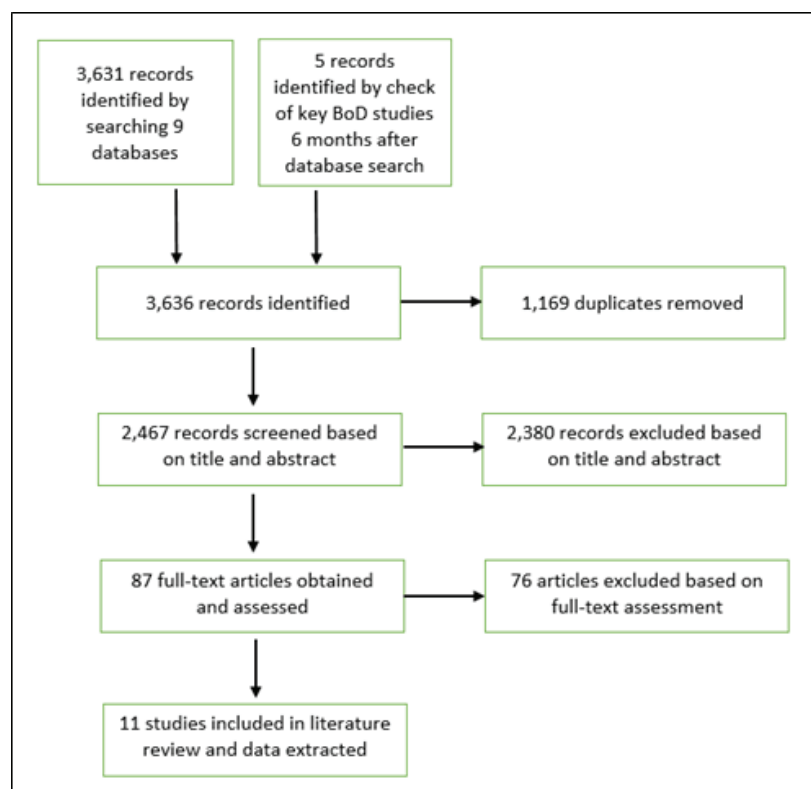 3,631 records
identified by
searching 9
databases
5 records
identified by check
of key BoD studies
6 months after
database search
3,636 records identified
1,169 duplicates removed
2,467 records screened based
on title and abstract
2,380 records excluded based
on title and abstract
87 full-text articles obtained
and assessed
76 articles excluded based on
full-text assessment
11 studies included in literature
review and data extracted